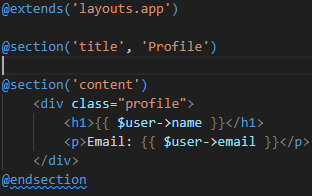 @extends('layouts.app')

@section('title', 'Profile')

@section('content')
    <div class="profile">
        <h1>{{ $user->name }}</h1>
        <p>Email: {{ $user->email }}</p>
    </div>
@endsection